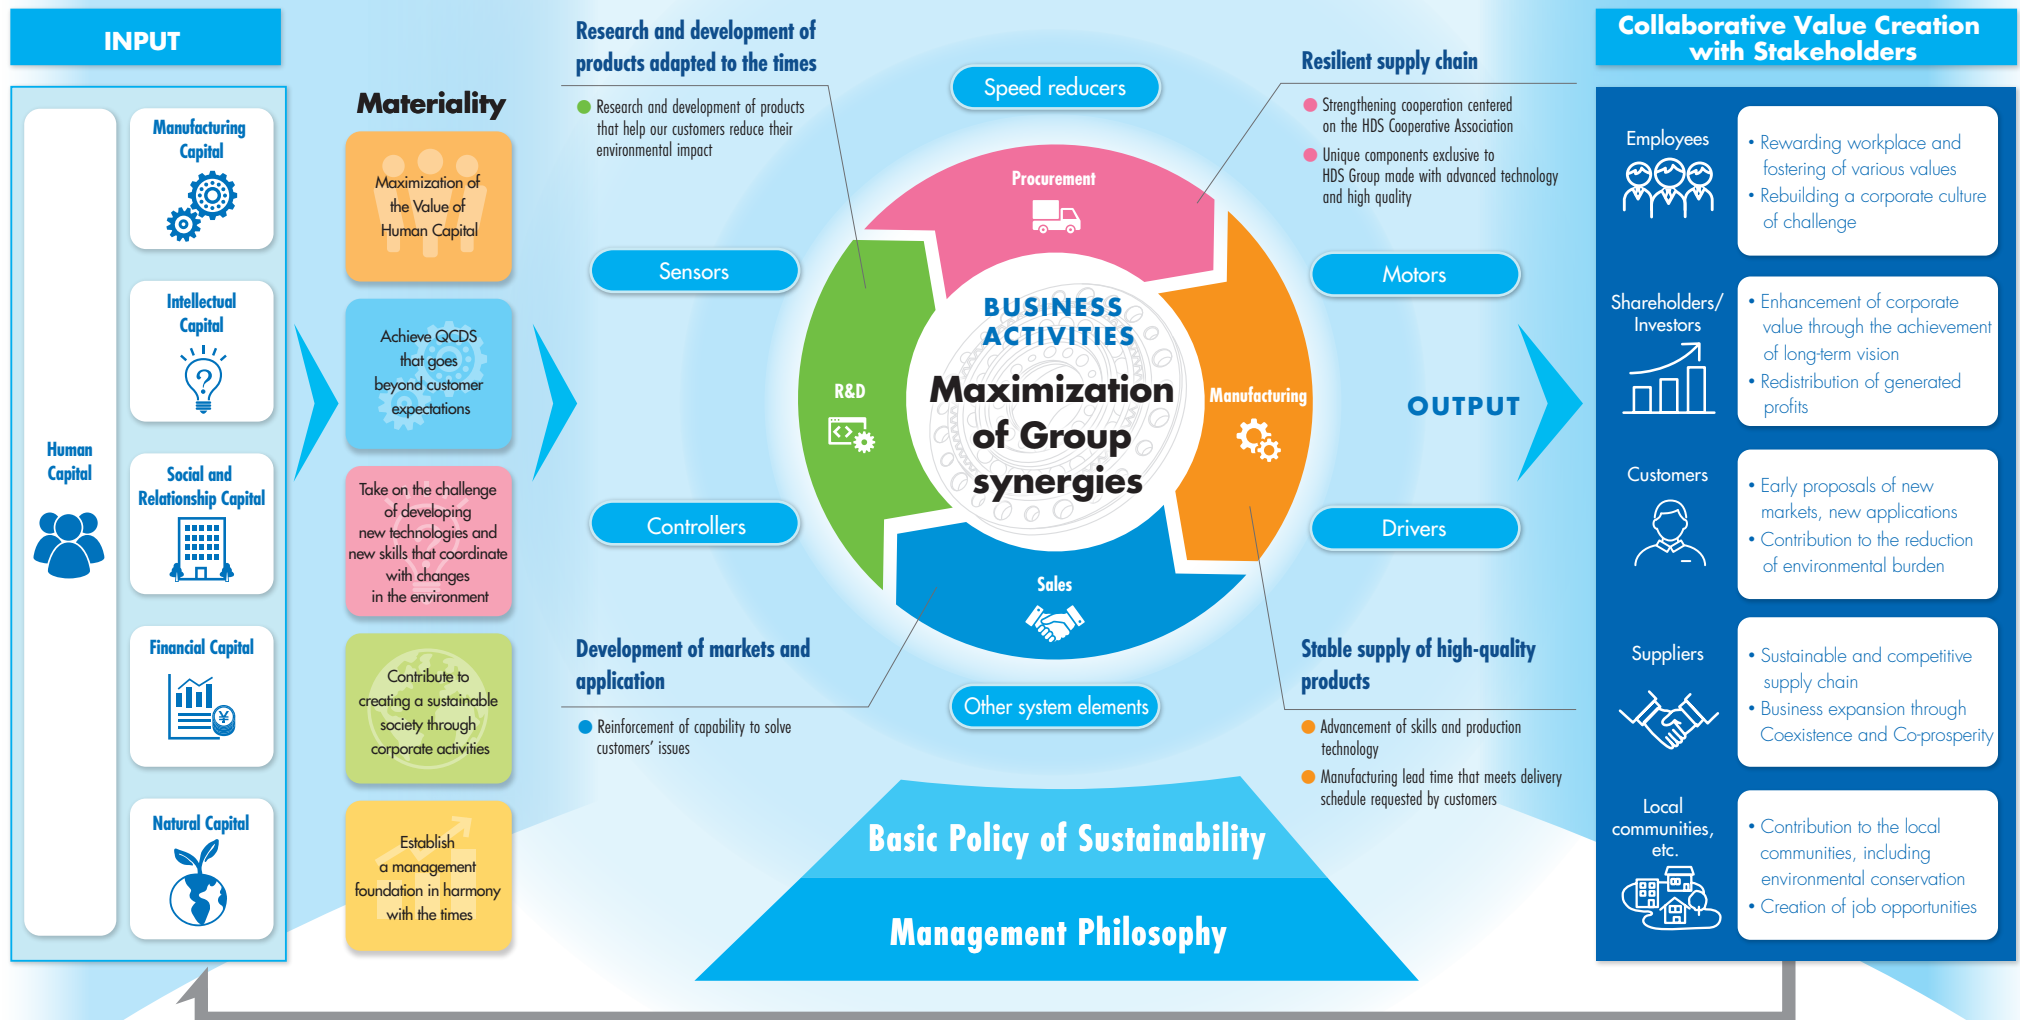 INPUT
Human
Capital
Manufacturing
Capital
Intellectual
Capital
Social and
Relationship Capital
Financial Capital
¥
Natural Capital
Materiality
Maximization of
the Value of
Human Capital
Achieve QCDS
that goes
beyond customer
expectations
Take on the challenge
of developing
new technologies and
new skills that coordinate
with changes
in the environment
Contribute to
creating a sustainable
society through
corporate activities
Establish
a management
foundation in harmony
with the times
Research and development of
products adapted to the times
Research and development of products
that help our customers reduce their
environmental impact
Speed reducers
Resilient supply chain
Strengthening cooperation centered
on the HDS Cooperative Association
Unique components exclusive to
HDS Group made with advanced technology
and high quality
Sensors
Motors
Controllers
Drivers
Other system elements
Procurement
R&D
Manufacturing
Sales
BUSINESS
ACTIVITIES
Maximization
of Group
synergies
OUTPUT
Development of markets and
application
Reinforcement of capability to solve
customers' issues
Stable supply of high-quality
products
Advancement of skills and production
technology
Manufacturing lead time that meets delivery
schedule requested by customers
Basic Policy of Sustainability
Management Philosophy
Collaborative Value Creation
with Stakeholders
Employees
• Rewarding workplace and
fostering of various values
• Rebuilding a corporate culture
of challenge
Shareholders/
Investors
• Enhancement of corporate
value through the achievement
of long-term vision
• Redistribution of generated
profits
Customers
• Early proposals of new
markets, new applications
• Contribution to the reduction
of environmental burden
Suppliers
• Sustainable and competitive
supply chain
• Business expansion through
Coexistence and Co-prosperity
Local
communities,
etc.
• Contribution to the local
communities, including
environmental conservation
• Creation of job opportunities